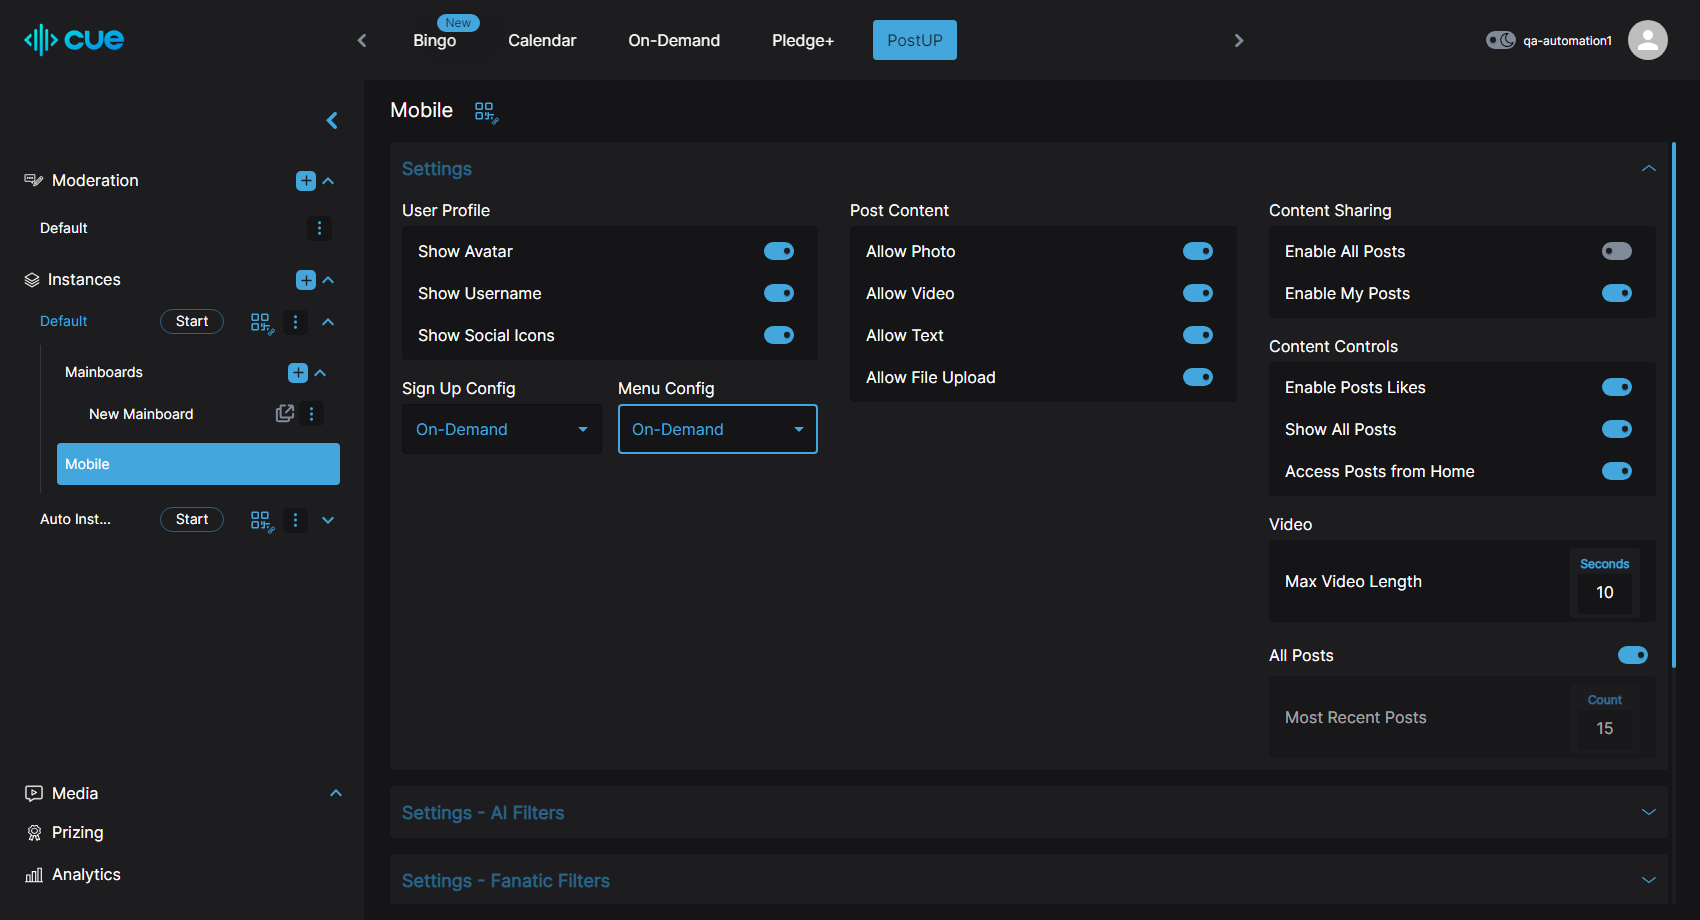 cue
New
Bingo
Calendar
On-Demand
Pledge+
PostUP
qa-automation1
Moderation
Default
Instances
Default
Start
Mainboards
New Mainboard
Mobile
Auto Inst...
Start
Media
Prizing
Analytics
Mobile
Settings
User Profile
Show Avatar
Show Username
Show Social Icons
Sign Up Config
On-Demand
Menu Config
On-Demand
Post Content
Allow Photo
Allow Video
Allow Text
Allow File Upload
Content Sharing
Enable All Posts
Enable My Posts
Content Controls
Enable Posts Likes
Show All Posts
Access Posts from Home
Video
Max Video Length
Seconds
10
All Posts
Most Recent Posts
Count
15
Settings - AI Filters
Settings - Fanatic Filters